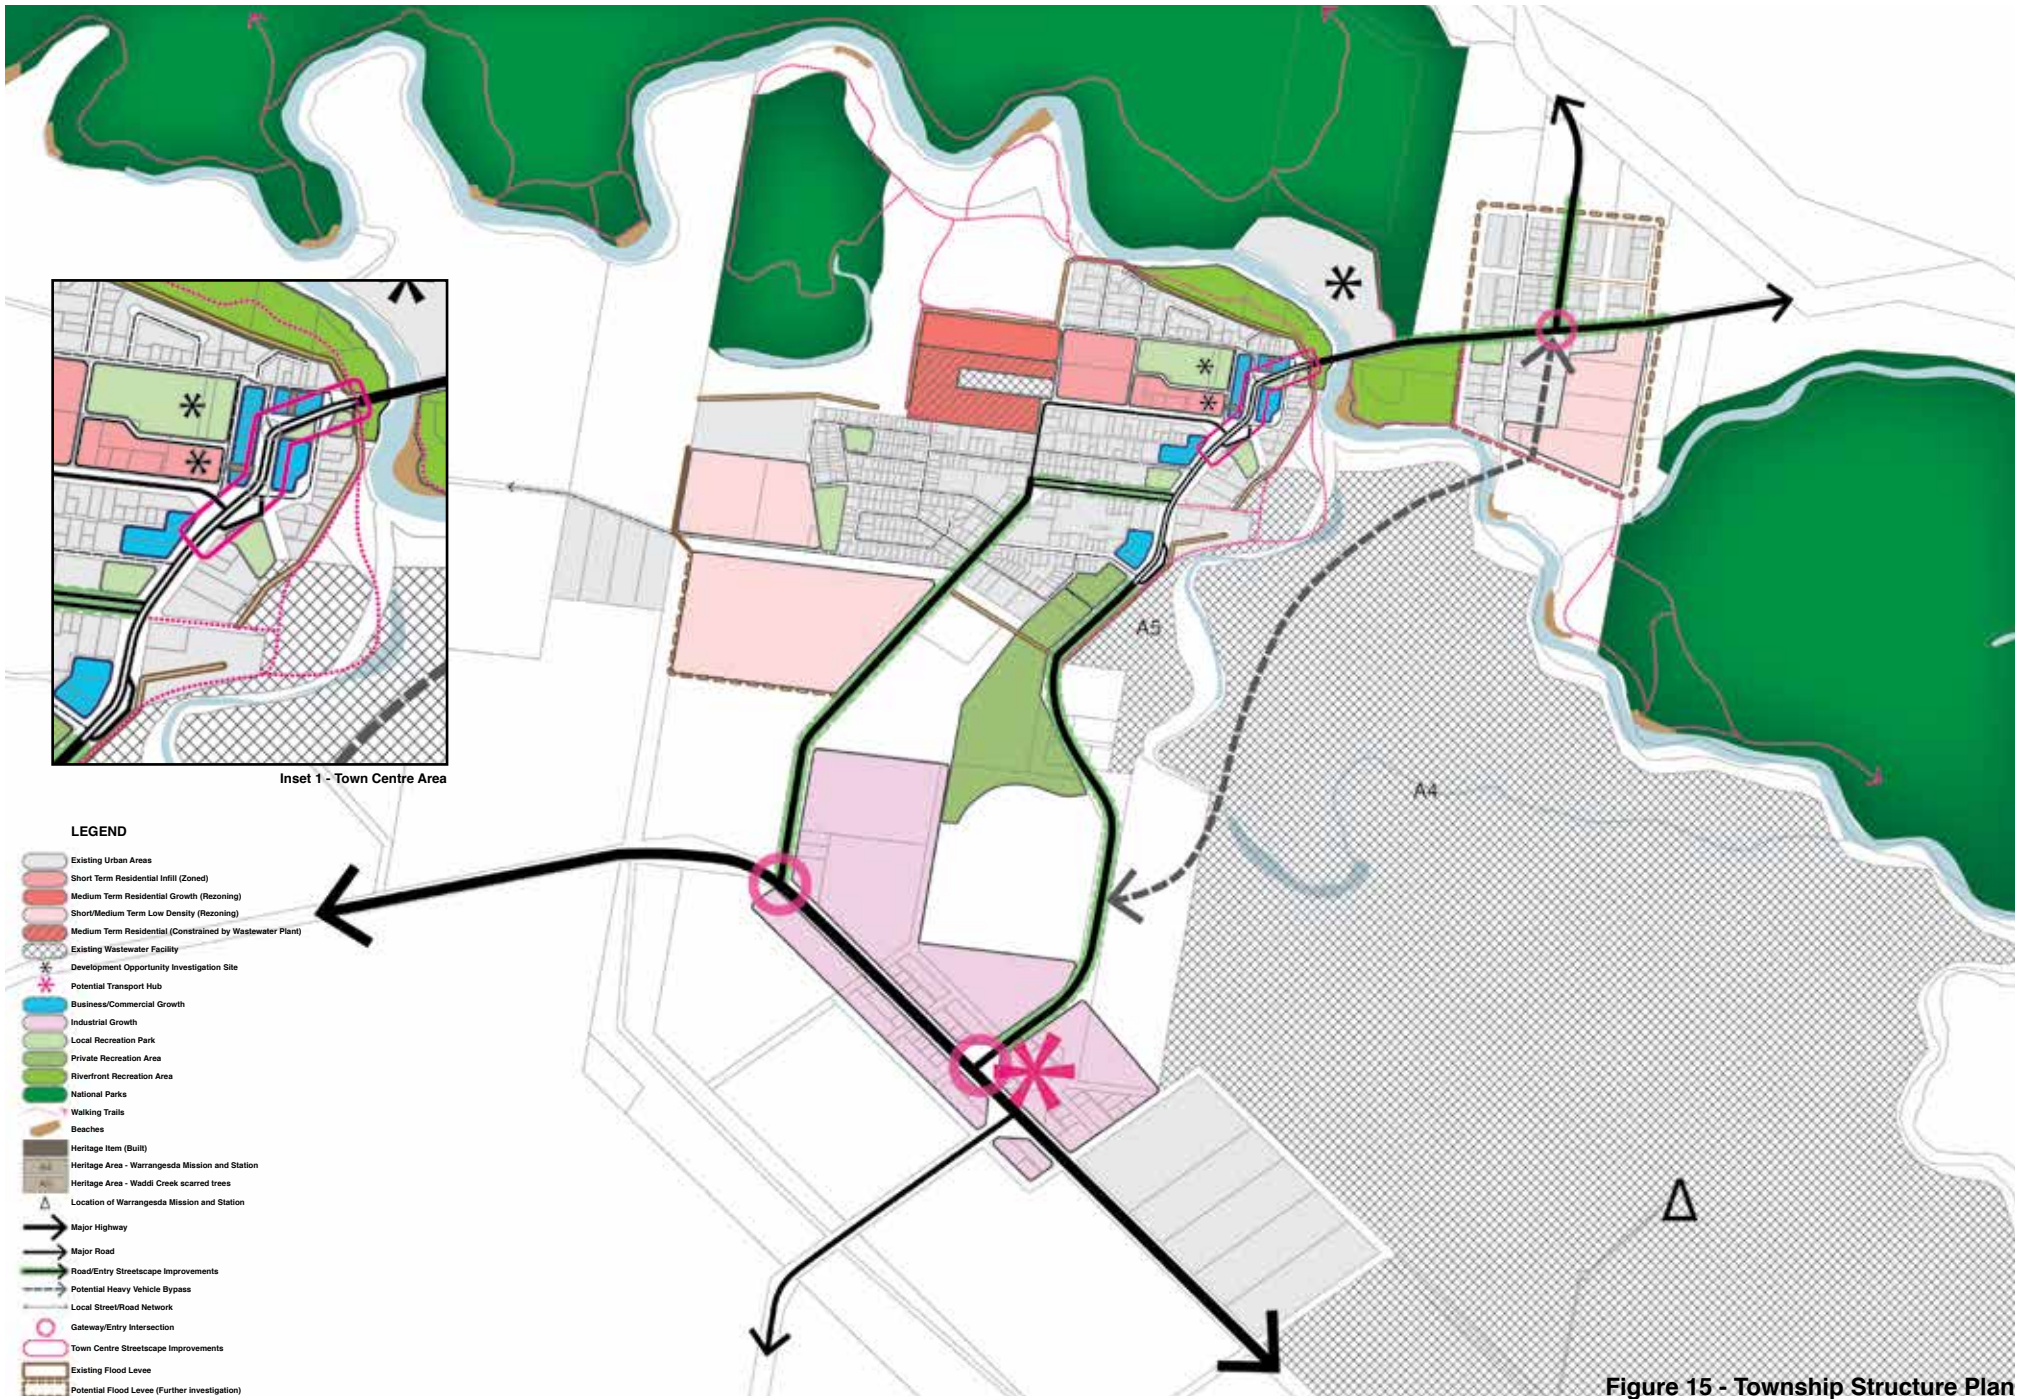 A5
A4
Inset 1 - Town Centre Area
LEGEND
Existing Urban Areas
Short Term Residential Infill (Zoned)
Medium Term Residential Growth (Rezoning)
Short/Medium Term Low Density (Rezoning)
Medium Term Residential (Constrained by Wastewater Plant)
Existing Wastewater Facility
Development Opportunity Investigation Site
Potential Transport Hub
Business/Commercial Growth
Industrial Growth
Local Recreation Park
Private Recreation Area
Riverfront Recreation Area
National Parks
Walking Trails
Beaches
Heritage Item (Built)
A4 Heritage Area - Warrangesda Mission and Station
A5 Heritage Area - Waddi Creek scarred trees
Location of Warrangesda Mission and Station
Major Highway
Major Road
Road/Entry Streetscape Improvements
Potential Heavy Vehicle Bypass
Local Street/Road Network
Gateway/Entry Intersection
Town Centre Streetscape Improvements
Existing Flood Levee
Potential Flood Levee (Further investigation)
Figure 15 - Township Structure Plan